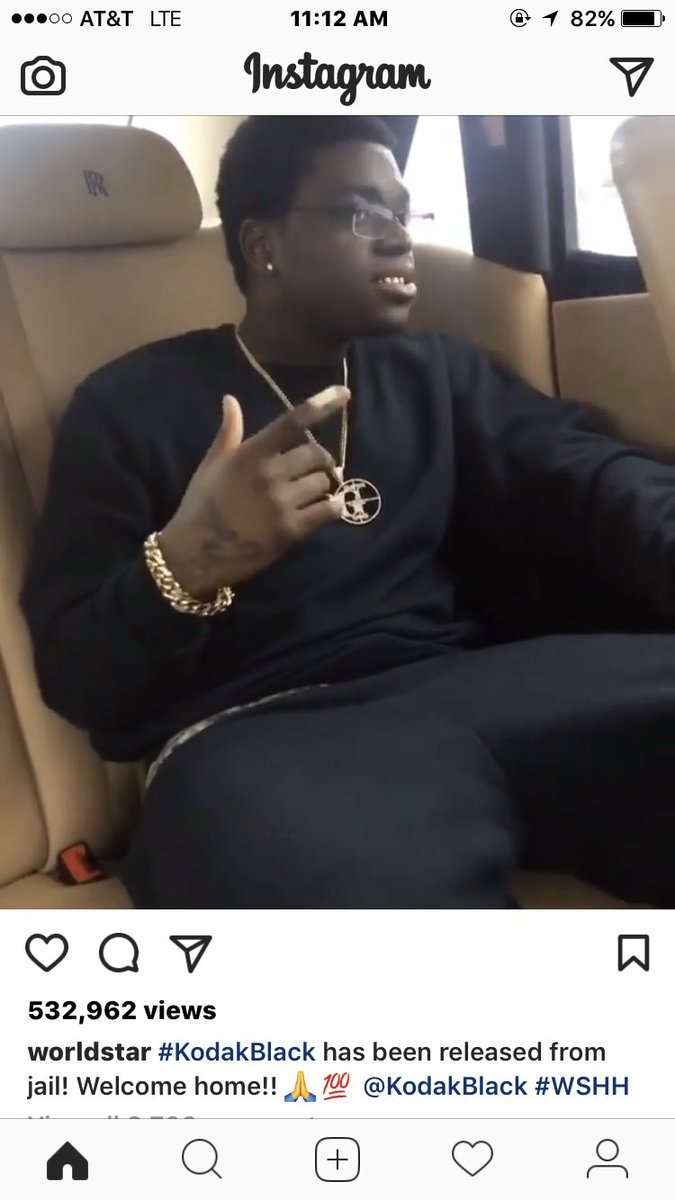 AT&T LTE 11:12 AM 82%
Instagram
RR
532,962 views
worldstar #KodakBlack has been released from
jail! Welcome home!! 🙏💯 @KodakBlack #WSHH